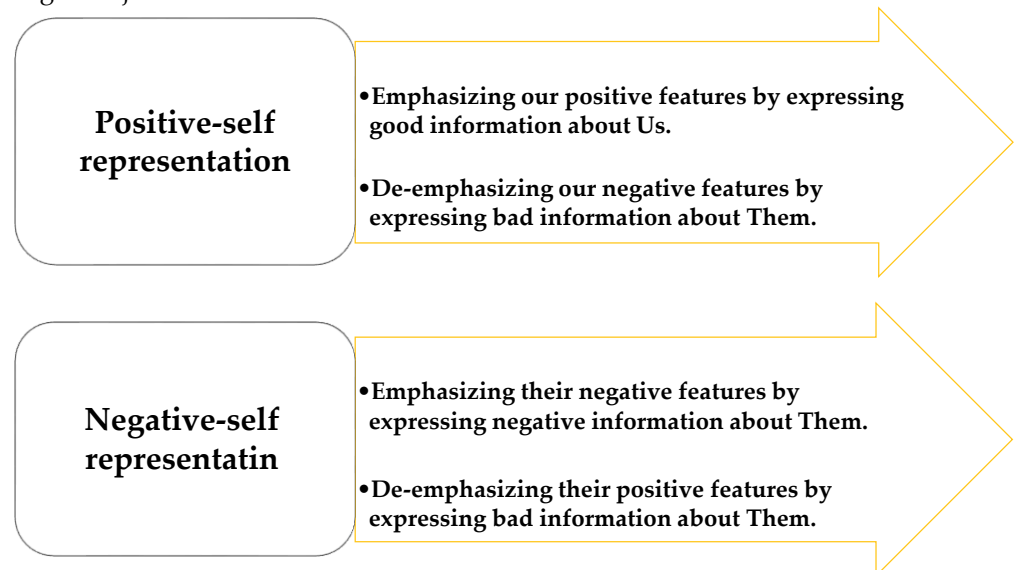 Positive-self
representation
•Emphasizing our positive features by expressing
good information about Us.
•De-emphasizing our negative features by
expressing bad information about Them.
Negative-self
representatin
•Emphasizing their negative features by
expressing negative information about Them.
•De-emphasizing their positive features by
expressing bad information about Them.